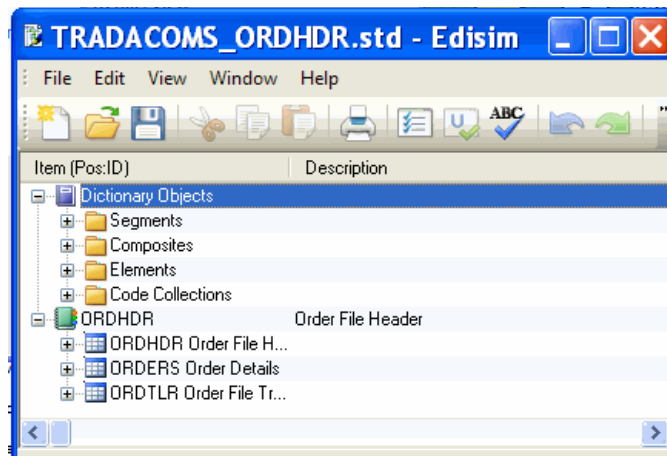 TRADACOMS_ORDHDR.std - Edisim
File Edit View Window Help
ABC
Item (Pos:ID) Description
Dictionary Objects
Segments
Composites
Elements
Code Collections
ORDHDR Order File Header
ORDHDR Order File H...
ORDERS Order Details
ORDTLR Order File Tr...